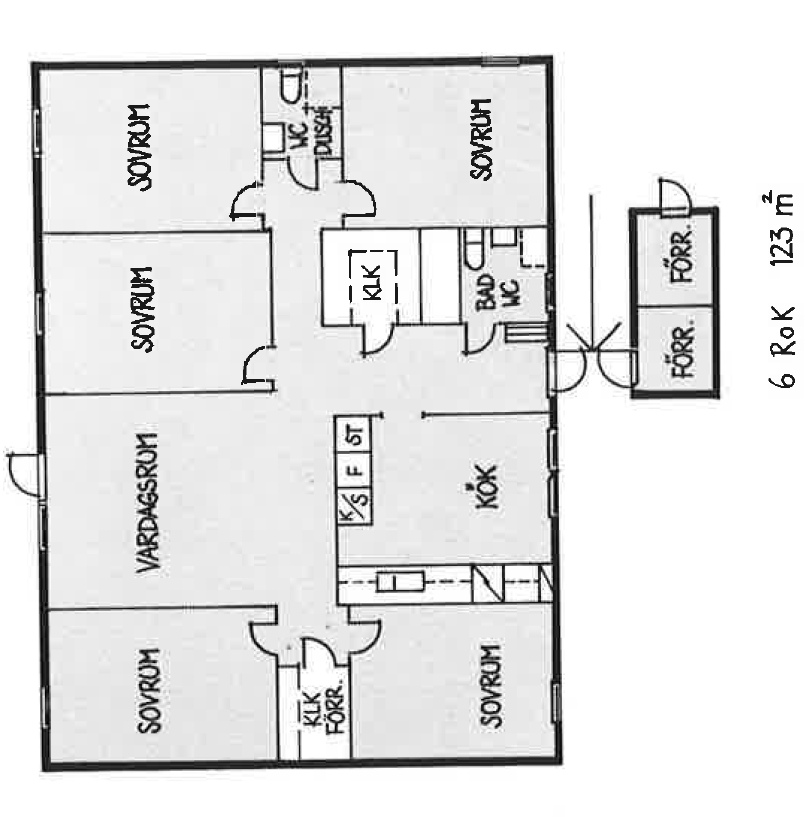 SOVRUM
VARDAGSRUM
SOVRUM
SOVRUM
KLK
FÖRR.
K/S F ST
KLK
WC
DUSCH
SOVRUM
KÖK
BAD
WC
SOVRUM
FÖRR.
FÖRR.
6 RoK 123 m²